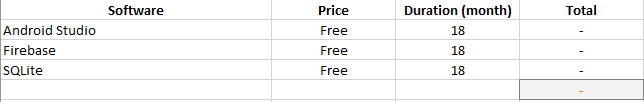 Software Price Duration (month) Total
Android Studio Free 18 -
Firebase Free 18 -
SQLite Free 18 -
-